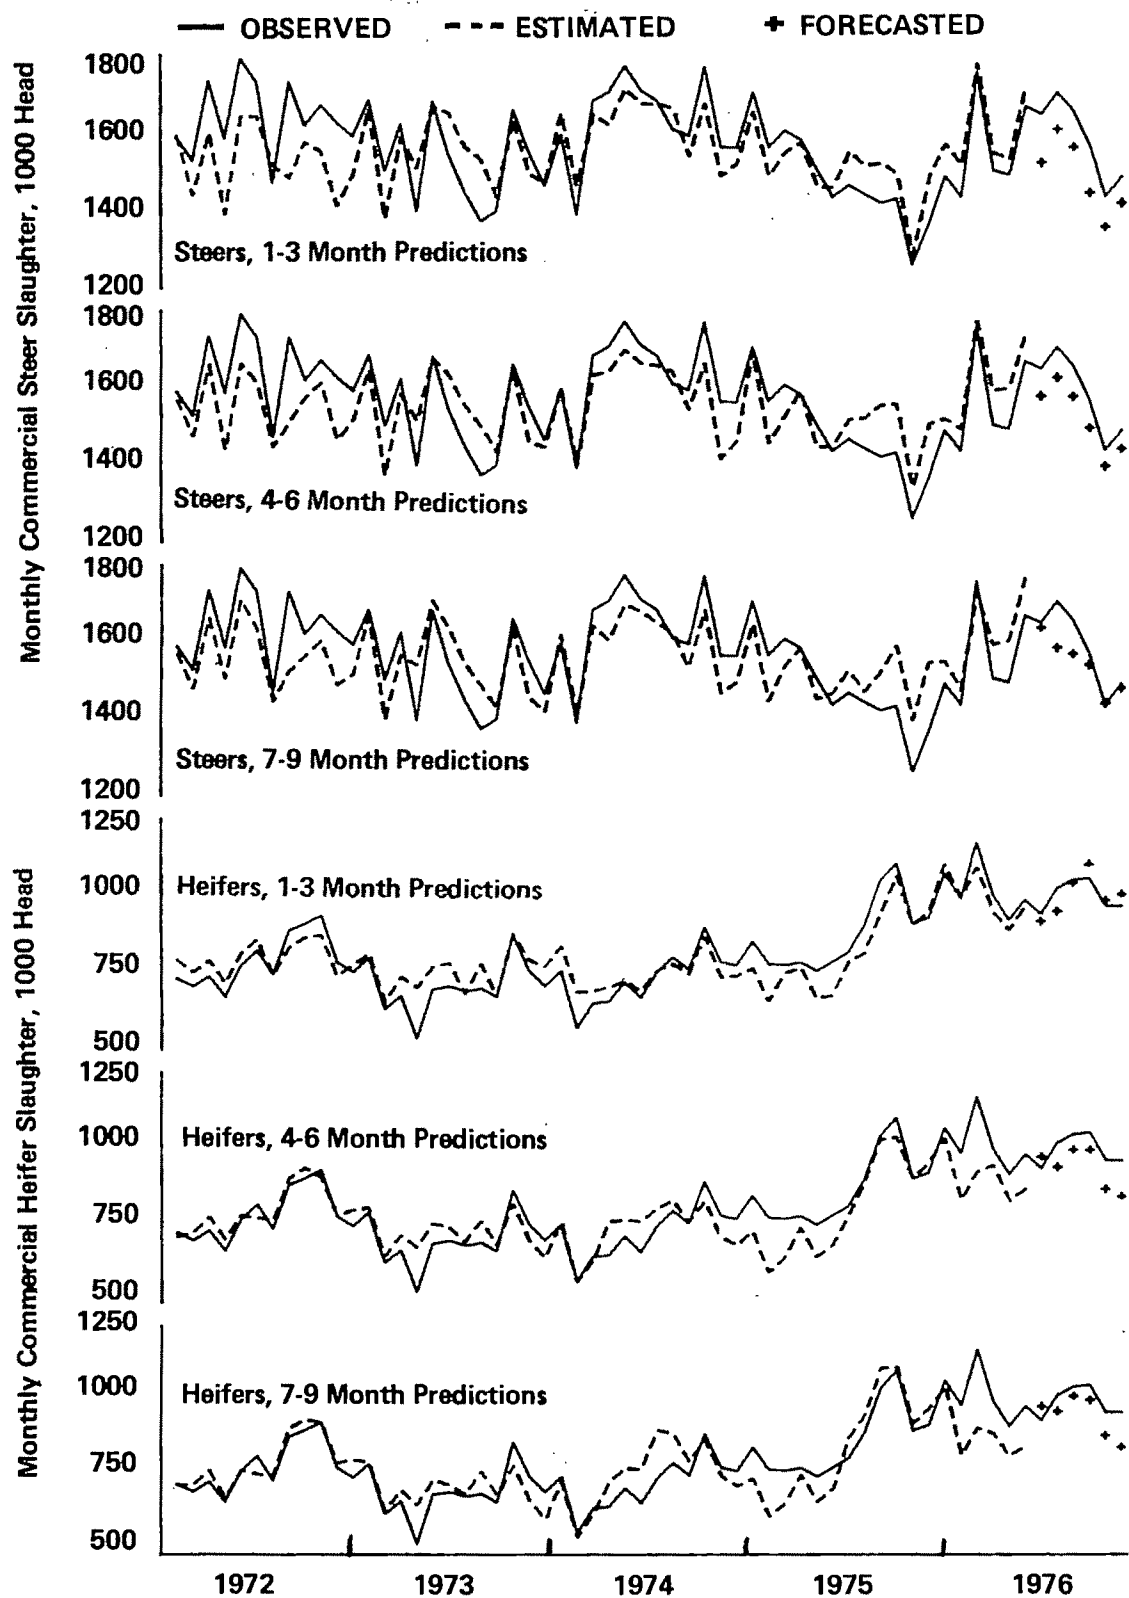 OBSERVED ESTIMATED FORECASTED
Monthly Commercial Steer Slaughter, 1000 Head
1800
1600
1400
Steers, 1-3 Month Predictions
1200
1800
1600
1400
Steers, 4-6 Month Predictions
1200
1800
1600
1400
Steers, 7-9 Month Predictions
1200
Monthly Commercial Heifer Slaughter, 1000 Head
1250
1000
Heifers, 1-3 Month Predictions
750
500
1250
1000
Heifers, 4-6 Month Predictions
750
500
1250
1000
Heifers, 7-9 Month Predictions
750
500
1972 1973 1974 1975 1976